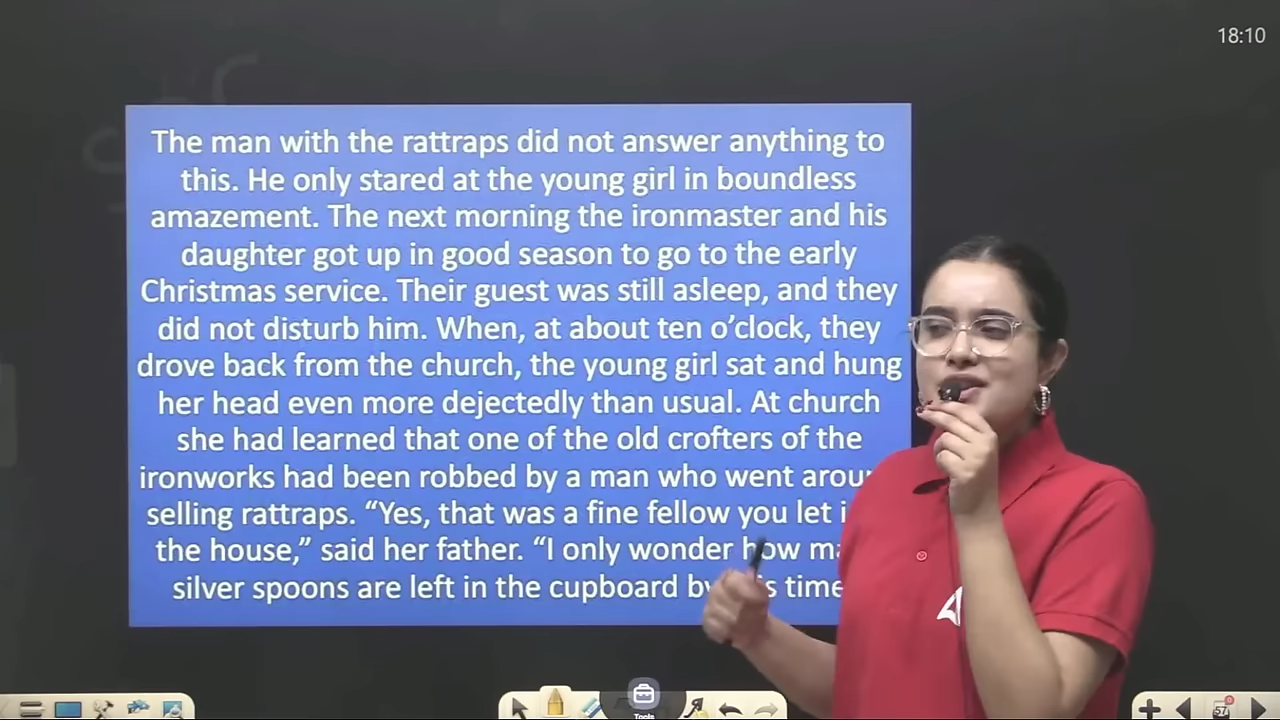 18:10
The man with the rattraps did not answer anything to
this. He only stared at the young girl in boundless
amazement. The next morning the ironmaster and his
daughter got up in good season to go to the early
Christmas service. Their guest was still asleep, and they
did not disturb him. When, at about ten o’clock, they
drove back from the church, the young girl sat and hung
her head even more dejectedly than usual. At church
she had learned that one of the old crofters of the
ironworks had been robbed by a man who went
selling rattraps. “Yes, that was a fine fellow you let
the house,” said her father. “I only wonder how
silver spoons are left in the cupboard time
Tools